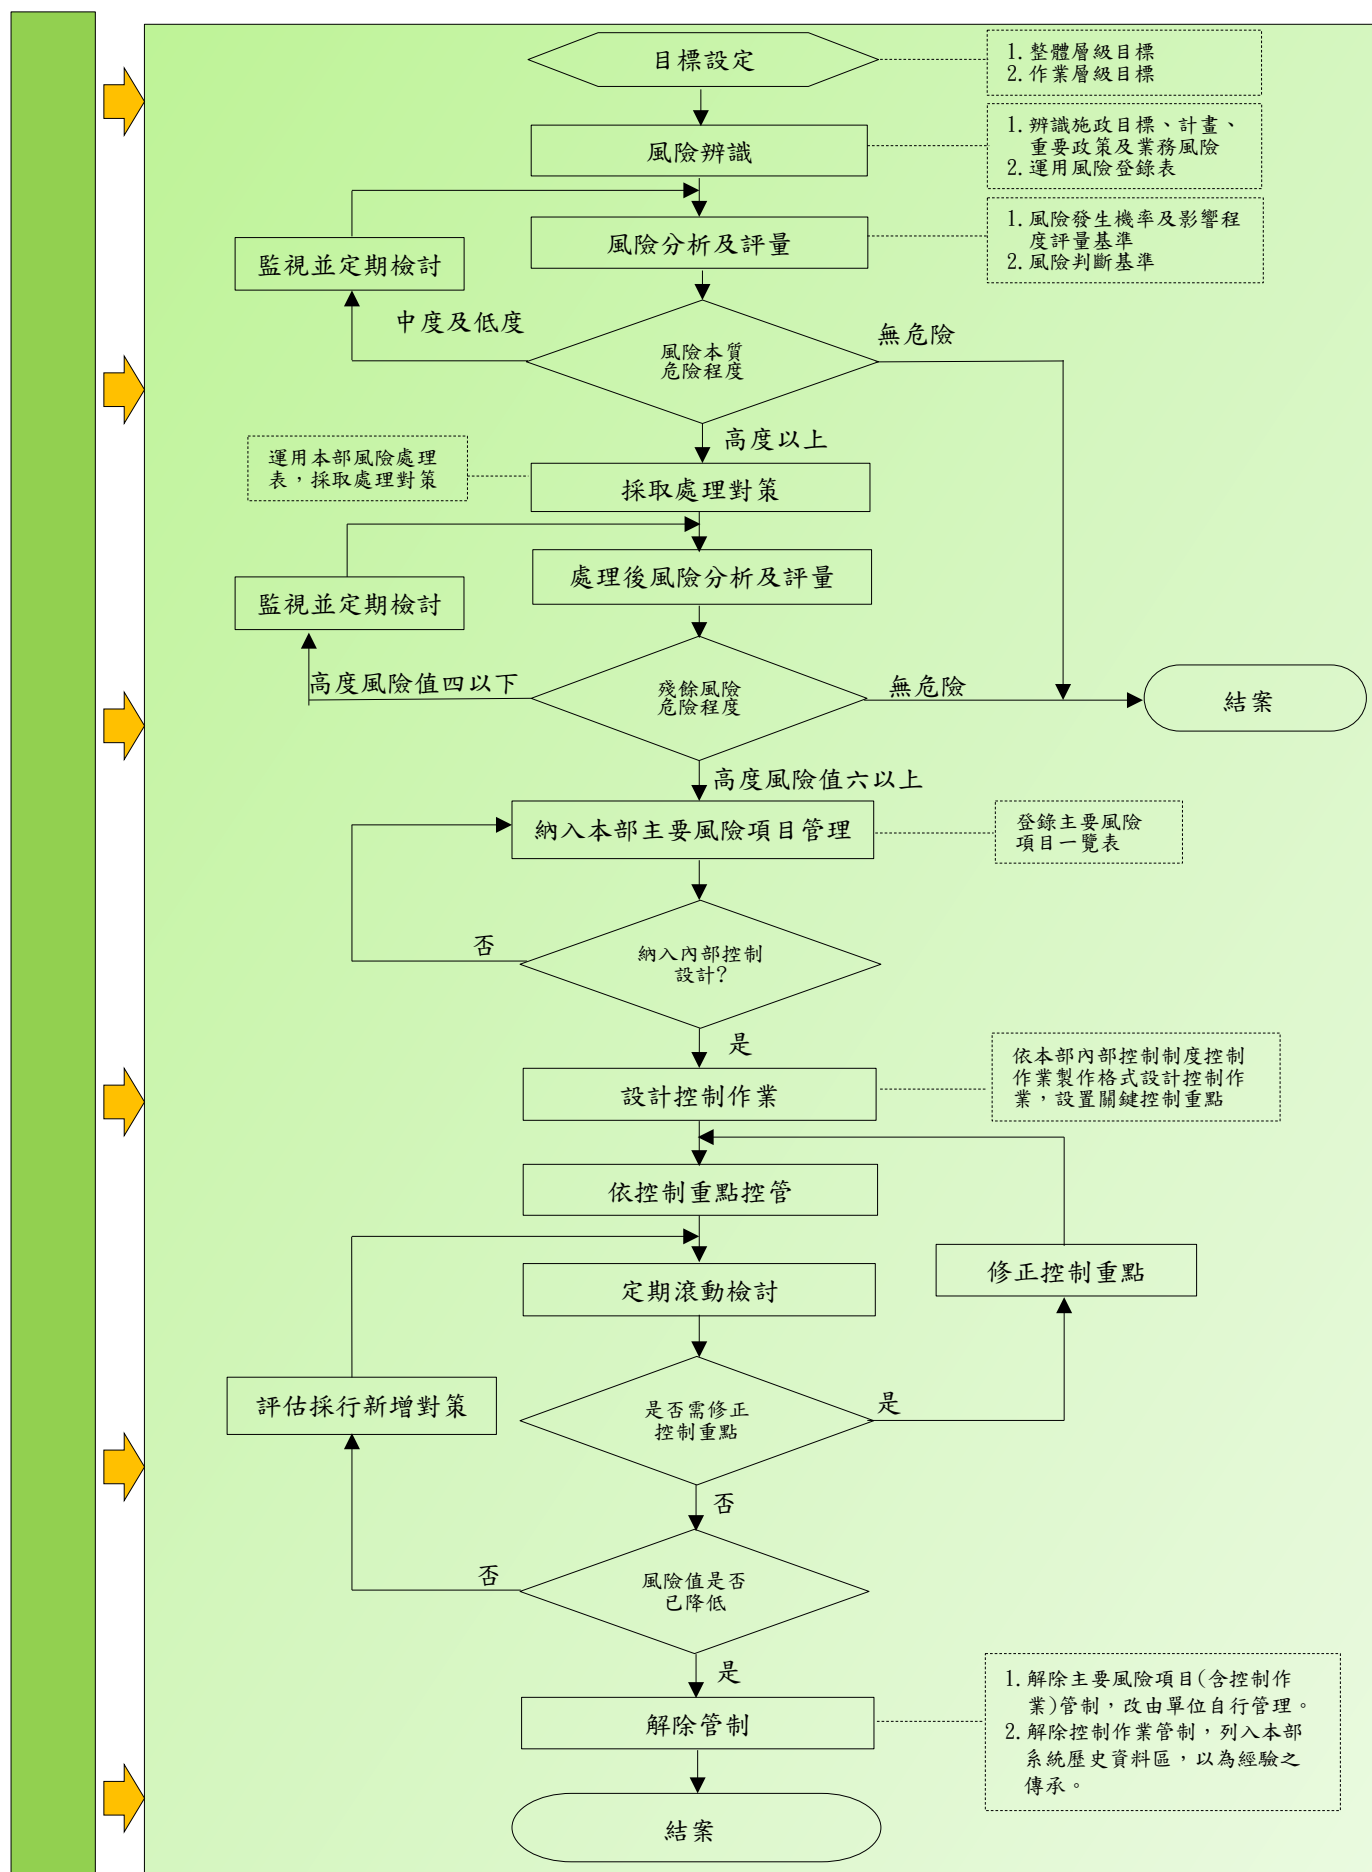 目標設定
1. 整體層級目標
2. 作業層級目標
風險辨識
1. 辨識施政目標、計畫、
重要政策及業務風險
2. 運用風險登錄表
風險分析及評量
1. 風險發生機率及影響程
度評量基準
2. 風險判斷基準
監視並定期檢討
中度及低度
風險本質
危險程度
無危險
高度以上
運用本部風險處理
表，採取處理對策
採取處理對策
處理後風險分析及評量
監視並定期檢討
高度風險值四以下
殘餘風險
危險程度
無危險
結案
高度風險值六以上
納入本部主要風險項目管理
登錄主要風險
項目一覽表
否
納入內部控制
設計?
是
設計控制作業
依本部內部控制制度控制
作業製作格式設計控制作
業，設置關鍵控制重點
依控制重點控管
定期滾動檢討
修正控制重點
評估採行新增對策
是否需修正
控制重點
是
否
否
風險值是否
已降低
是
解除管制
1. 解除主要風險項目(含控制作
業)管制，改由單位自行管理。
2. 解除控制作業管制，列入本部
系統歷史資料區，以為經驗之
傳承。
結案